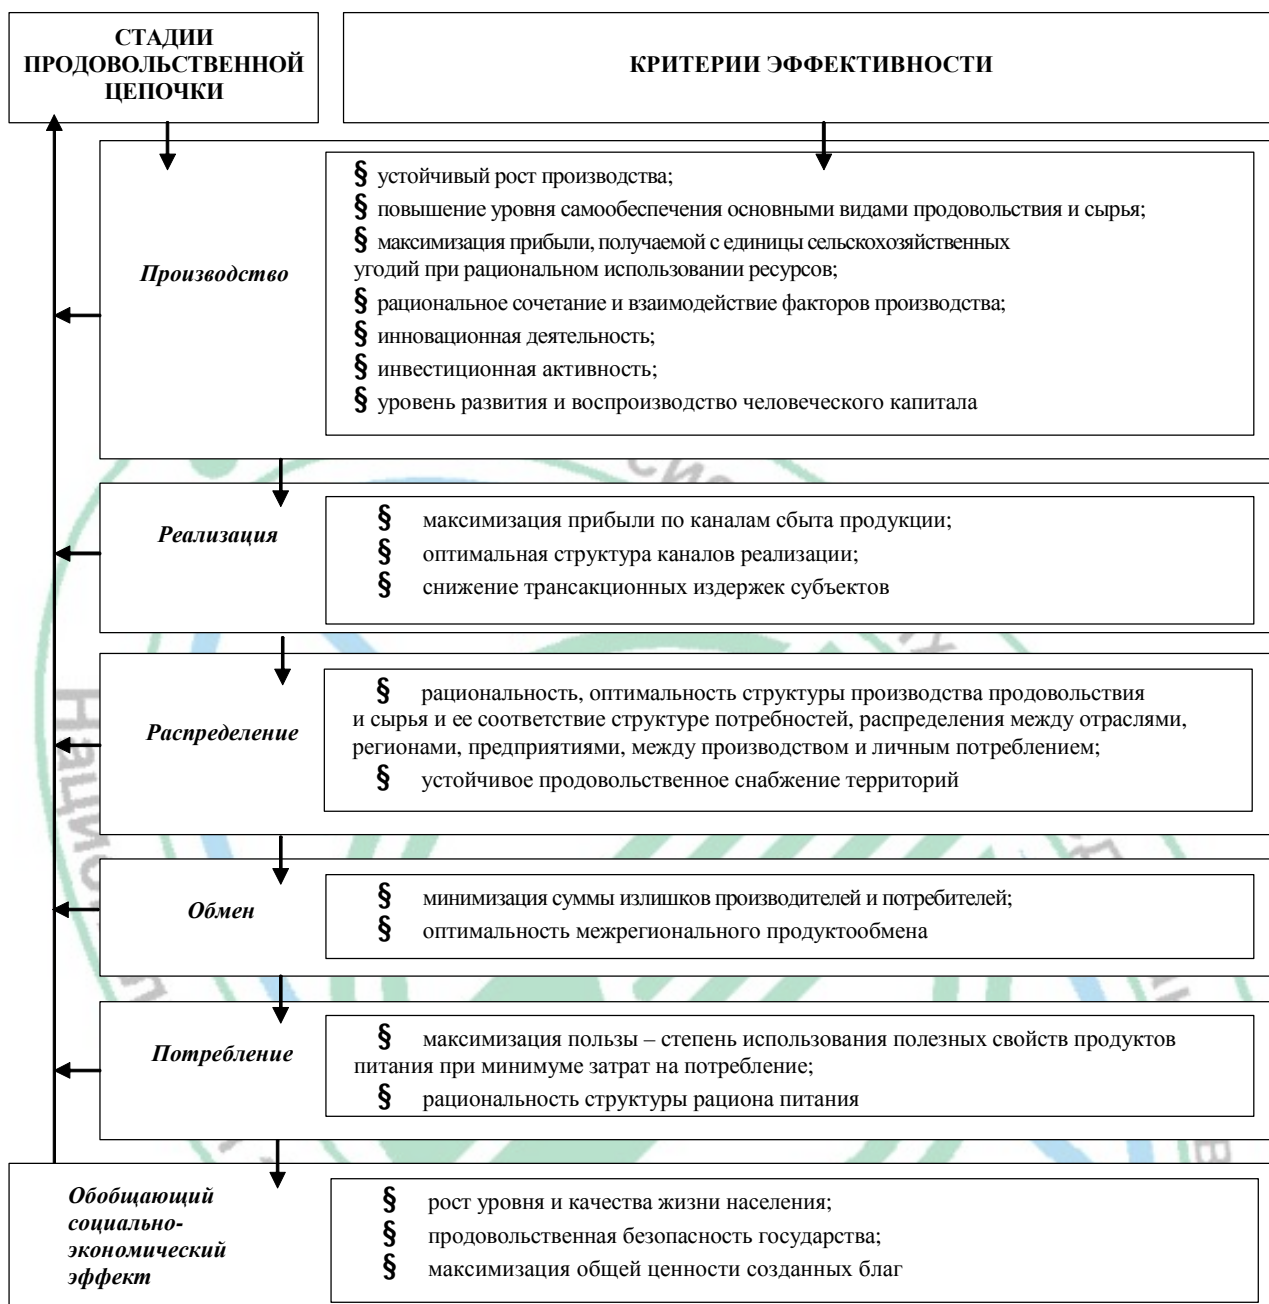 СТАДИИ
ПРОДОВОЛЬСТВЕННОЙ
ЦЕПОЧКИ
КРИТЕРИИ ЭФФЕКТИВНОСТИ
Производство
§ устойчивый рост производства;
§ повышение уровня самообеспечения основными видами продовольствия и сырья;
§ максимизация прибыли, получаемой с единицы сельскохозяйственных
угодий при рациональном использовании ресурсов;
§ рациональное сочетание и взаимодействие факторов производства;
§ инновационная деятельность;
§ инвестиционная активность;
§ уровень развития и воспроизводство человеческого капитала
Реализация
§ максимизация прибыли по каналам сбыта продукции;
§ оптимальная структура каналов реализации;
§ снижение трансакционных издержек субъектов
Распределение
§ рациональность, оптимальность структуры производства продовольствия
и сырья и ее соответствие структуре потребностей, распределения между отраслями,
регионами, предприятиями, между производством и личным потреблением;
§ устойчивое продовольственное снабжение территорий
Обмен
§ минимизация суммы излишков производителей и потребителей;
§ оптимальность межрегионального продуктообмена
Потребление
§ максимизация пользы – степень использования полезных свойств продуктов
питания при минимуме затрат на потребление;
§ рациональность структуры рациона питания
Обобщающий
социально-
экономический
эффект
§ рост уровня и качества жизни населения;
§ продовольственная безопасность государства;
§ максимизация общей ценности созданных благ